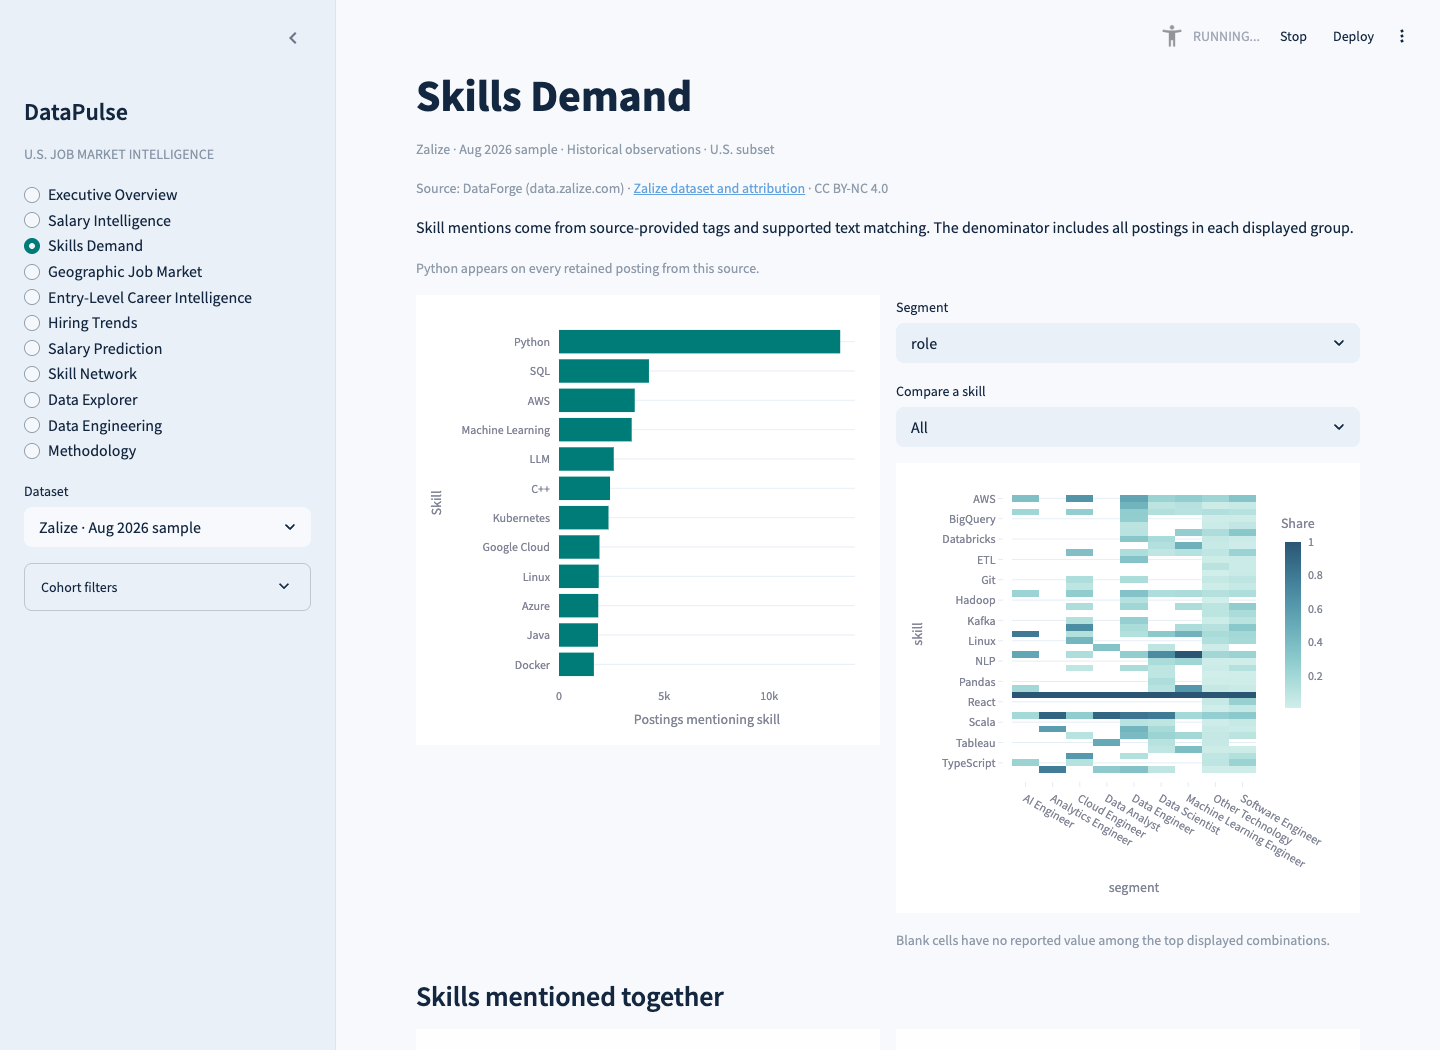 RUNNING...
Stop
Deploy
DataPulse
U.S. JOB MARKET INTELLIGENCE
Executive Overview
Salary Intelligence
Skills Demand
Geographic Job Market
Entry-Level Career Intelligence
Hiring Trends
Salary Prediction
Skill Network
Data Explorer
Data Engineering
Methodology
Dataset
Zalize · Aug 2026 sample
Cohort filters
Skills Demand
Zalize · Aug 2026 sample · Historical observations · U.S. subset
Source: DataForge (data.zalize.com) · Zalize dataset and attribution · CC BY-NC 4.0
Skill mentions come from source-provided tags and supported text matching. The denominator includes all postings in each displayed group.
Python appears on every retained posting from this source.
Skill
Python
SQL
AWS
Machine Learning
LLM
C++
Kubernetes
Google Cloud
Linux
Azure
Java
Docker
0
5k
10k
Postings mentioning skill
Segment
role
Compare a skill
All
skill
AWS
BigQuery
Databricks
ETL
Git
Hadoop
Kafka
Linux
NLP
Pandas
React
Scala
Tableau
TypeScript
AI Engineer
Analytics Engineer
Cloud Engineer
Data Analyst
Data Engineer
Data Scientist
Machine Learning Engineer
Other Technology
Software Engineer
segment
Share
1
0.8
0.6
0.4
0.2
Blank cells have no reported value among the top displayed combinations.
Skills mentioned together